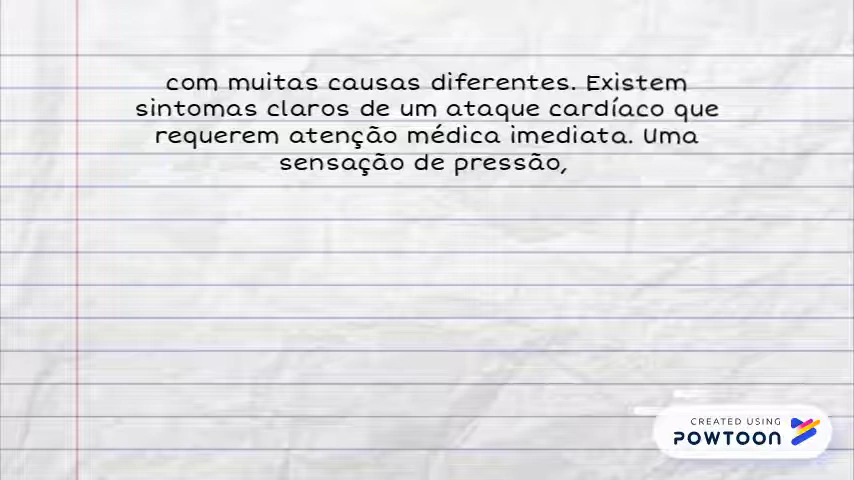 com muitas causas diferentes. Existem
sintomas claros de um ataque cardíaco que
requerem atenção médica imediata. Uma
sensação de pressão,
CREATED USING
POWTOON